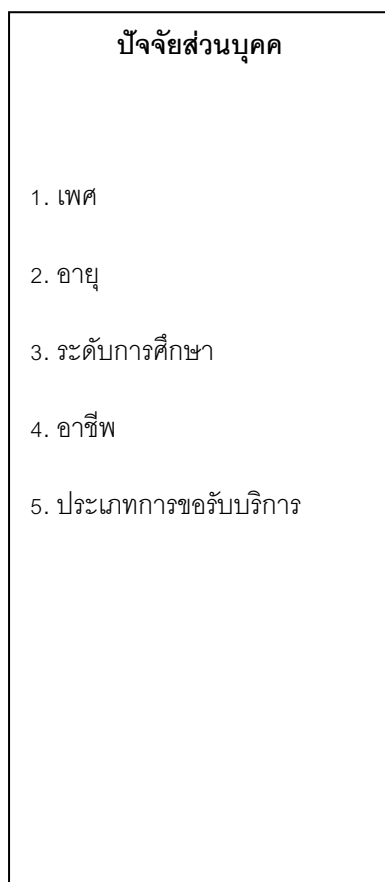 ปัจจัยส่วนบุคค
1. เพศ
2. อายุ
3. ระดับการศึกษา
4. อาชีพ
5. ประเภทการขอรับบริการ